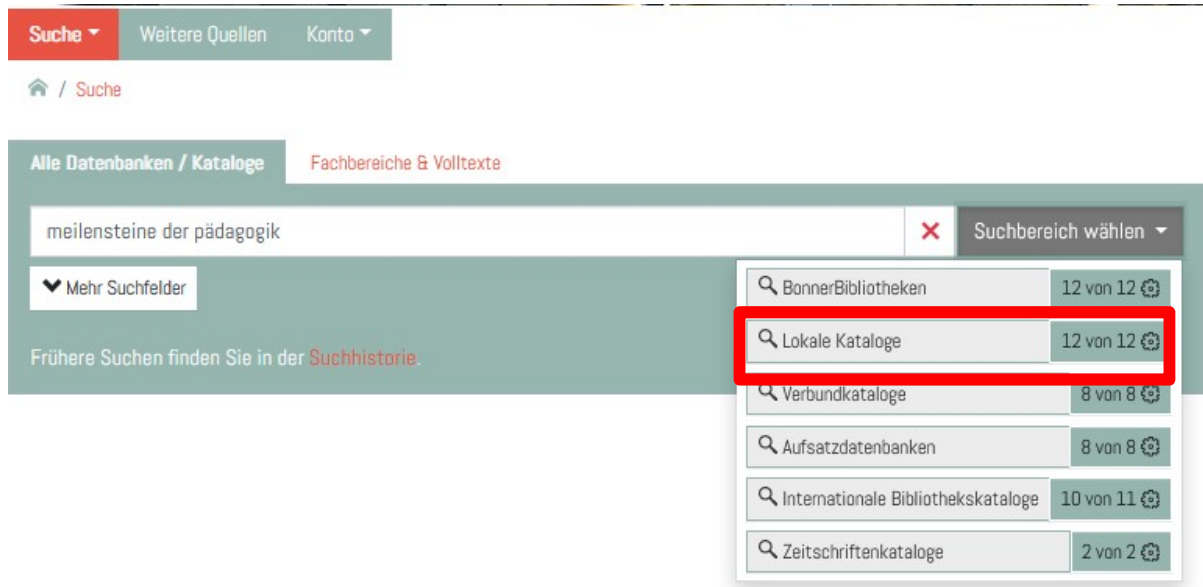 Suche Weitere Quellen Konto
/ Suche
Alle Datenbanken / Kataloge Fachbereiche & Volltexte
meilensteine der pädagogik Suchbereich wählen
Mehr Suchfelder
BonnerBibliotheken 12 von 12
Lokale Kataloge 12 von 12
Frühere Suchen finden Sie in der Suchhistorie.
Verbundkataloge 8 von 8
Aufsatzdatenbanken 8 von 8
Internationale Bibliothekskataloge 10 von 11
Zeitschriftenkataloge 2 von 2